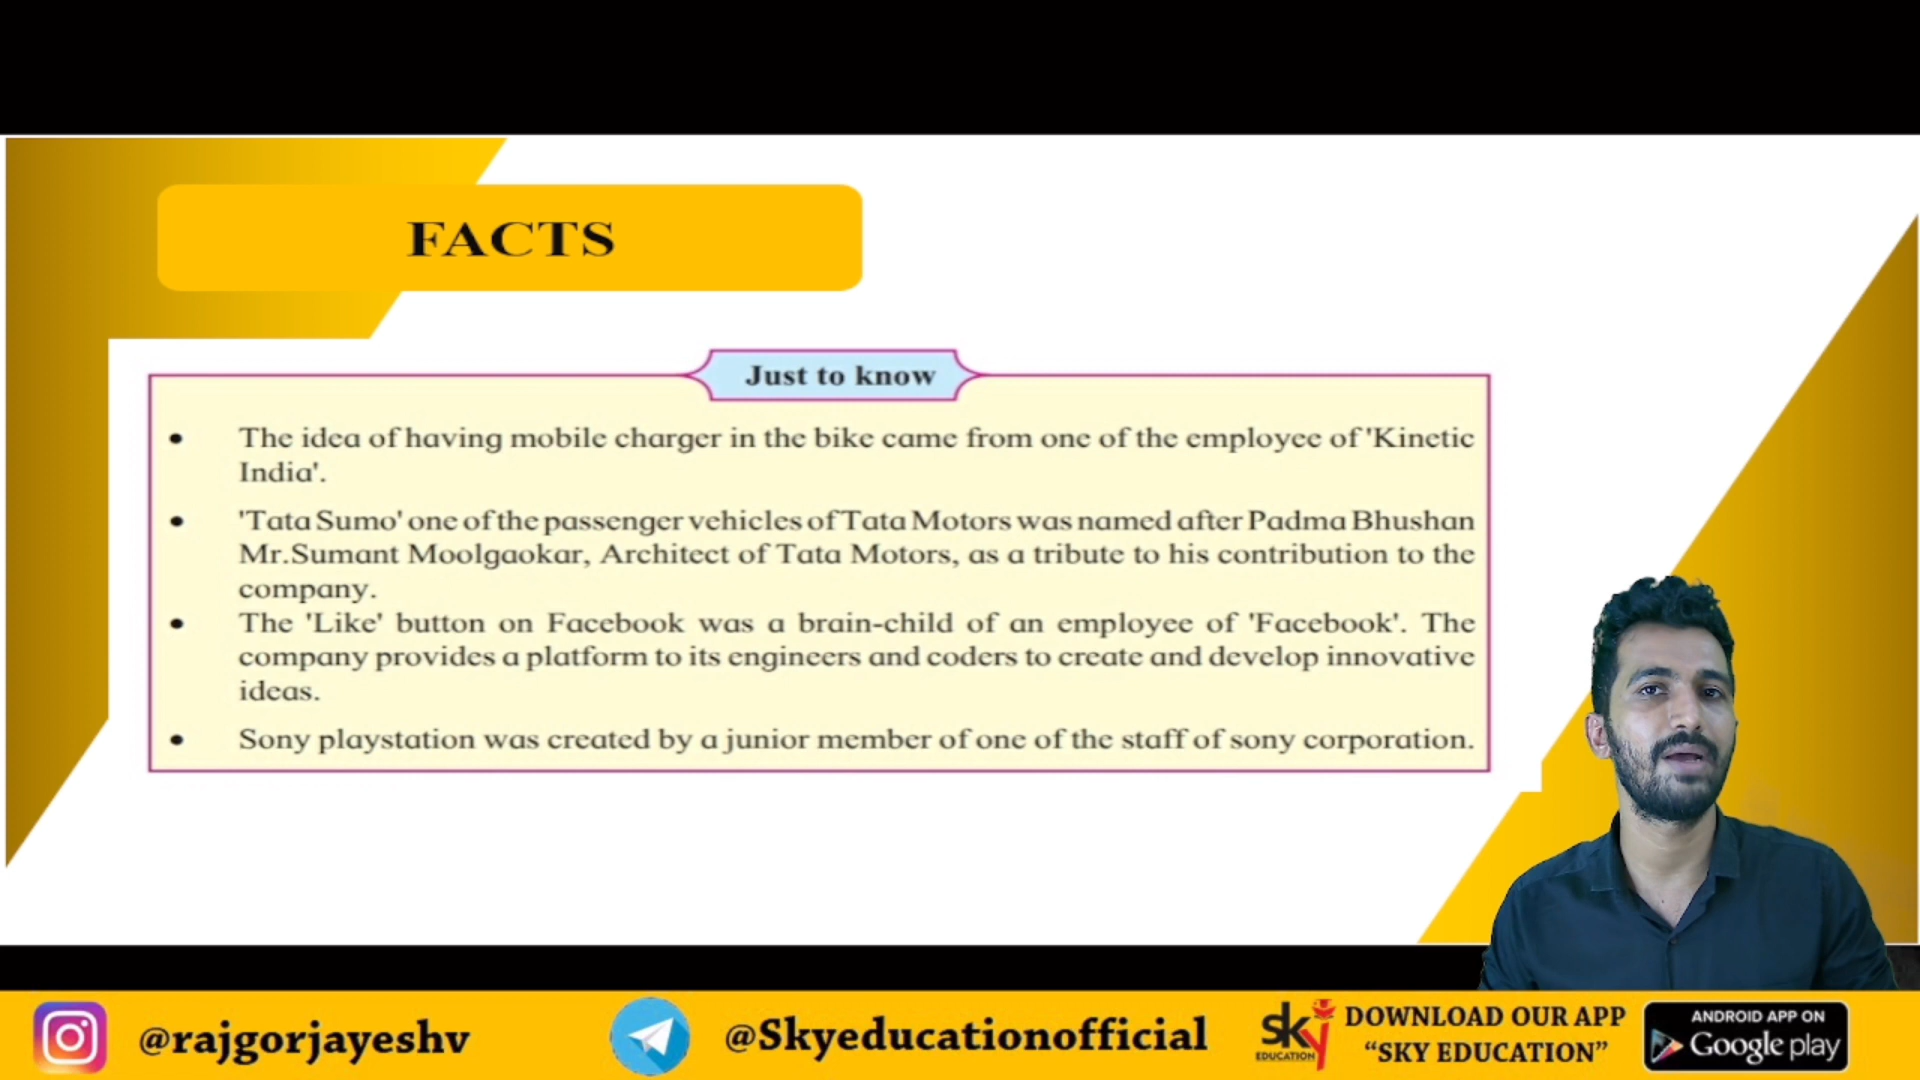 FACTS
Just to know
• The idea of having mobile charger in the bike came from one of the employee of 'Kinetic
India'.
• 'Tata Sumo' one of the passenger vehicles of Tata Motors was named after Padma Bhushan
Mr.Sumant Moolgaokar, Architect of Tata Motors, as a tribute to his contribution to the
company.
• The 'Like' button on Facebook was a brain-child of an employee of 'Facebook'. The
company provides a platform to its engineers and coders to create and develop innovative
ideas.
• Sony playstation was created by a junior member of one of the staff of sony corporation.
@rajgorjayeshv
@Skyeducationofficial
sky
EDUCATION
DOWNLOAD OUR APP
“SKY EDUCATION”
ANDROID APP ON
Google play